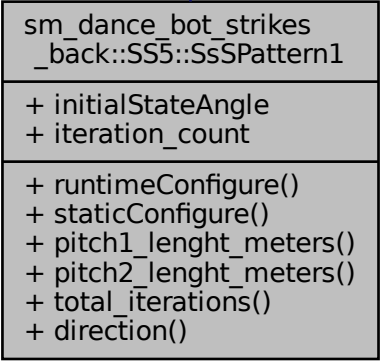 sm_dance_bot_strikes
_back::SS5::SsSPattern1
+ initialStateAngle
+ iteration_count
+ runtimeConfigure()
+ staticConfigure()
+ pitch1_lenght_meters()
+ pitch2_lenght_meters()
+ total_iterations()
+ direction()